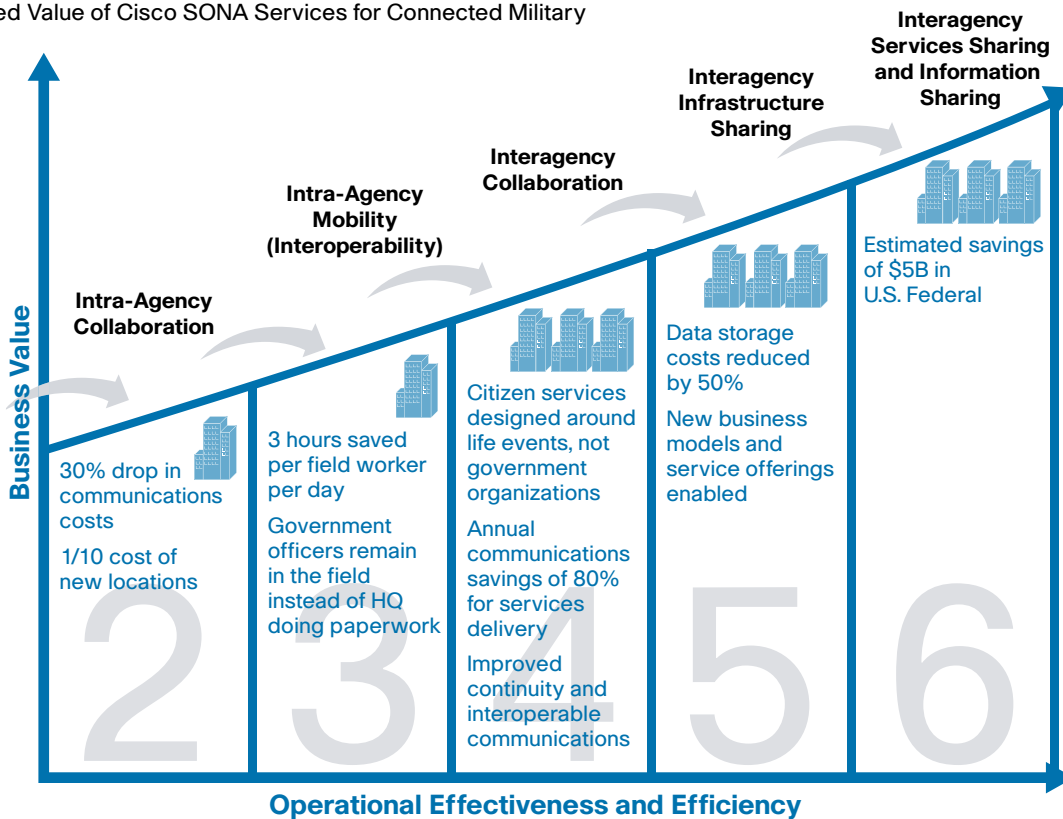 Value of Cisco SONA Services for Connected Military
Interagency
Services Sharing
and Information
Sharing
Interagency
Infrastructure
Sharing
Interagency
Collaboration
Intra-Agency
Mobility
(Interoperability)
Intra-Agency
Collaboration
Business Value
30% drop in
communications
costs
1/10 cost of
new locations
2
3 hours saved
per field worker
per day
Government
officers remain
in the field
instead of HQ
doing paperwork
3
Citizen services
designed around
life events, not
government
organizations
Annual
communications
savings of 80%
for services
delivery
Improved
continuity and
interoperable
communications
4
Data storage
costs reduced
by 50%
New business
models and
service offerings
enabled
5
Estimated savings
of $5B in
U.S. Federal
6
Operational Effectiveness and Efficiency